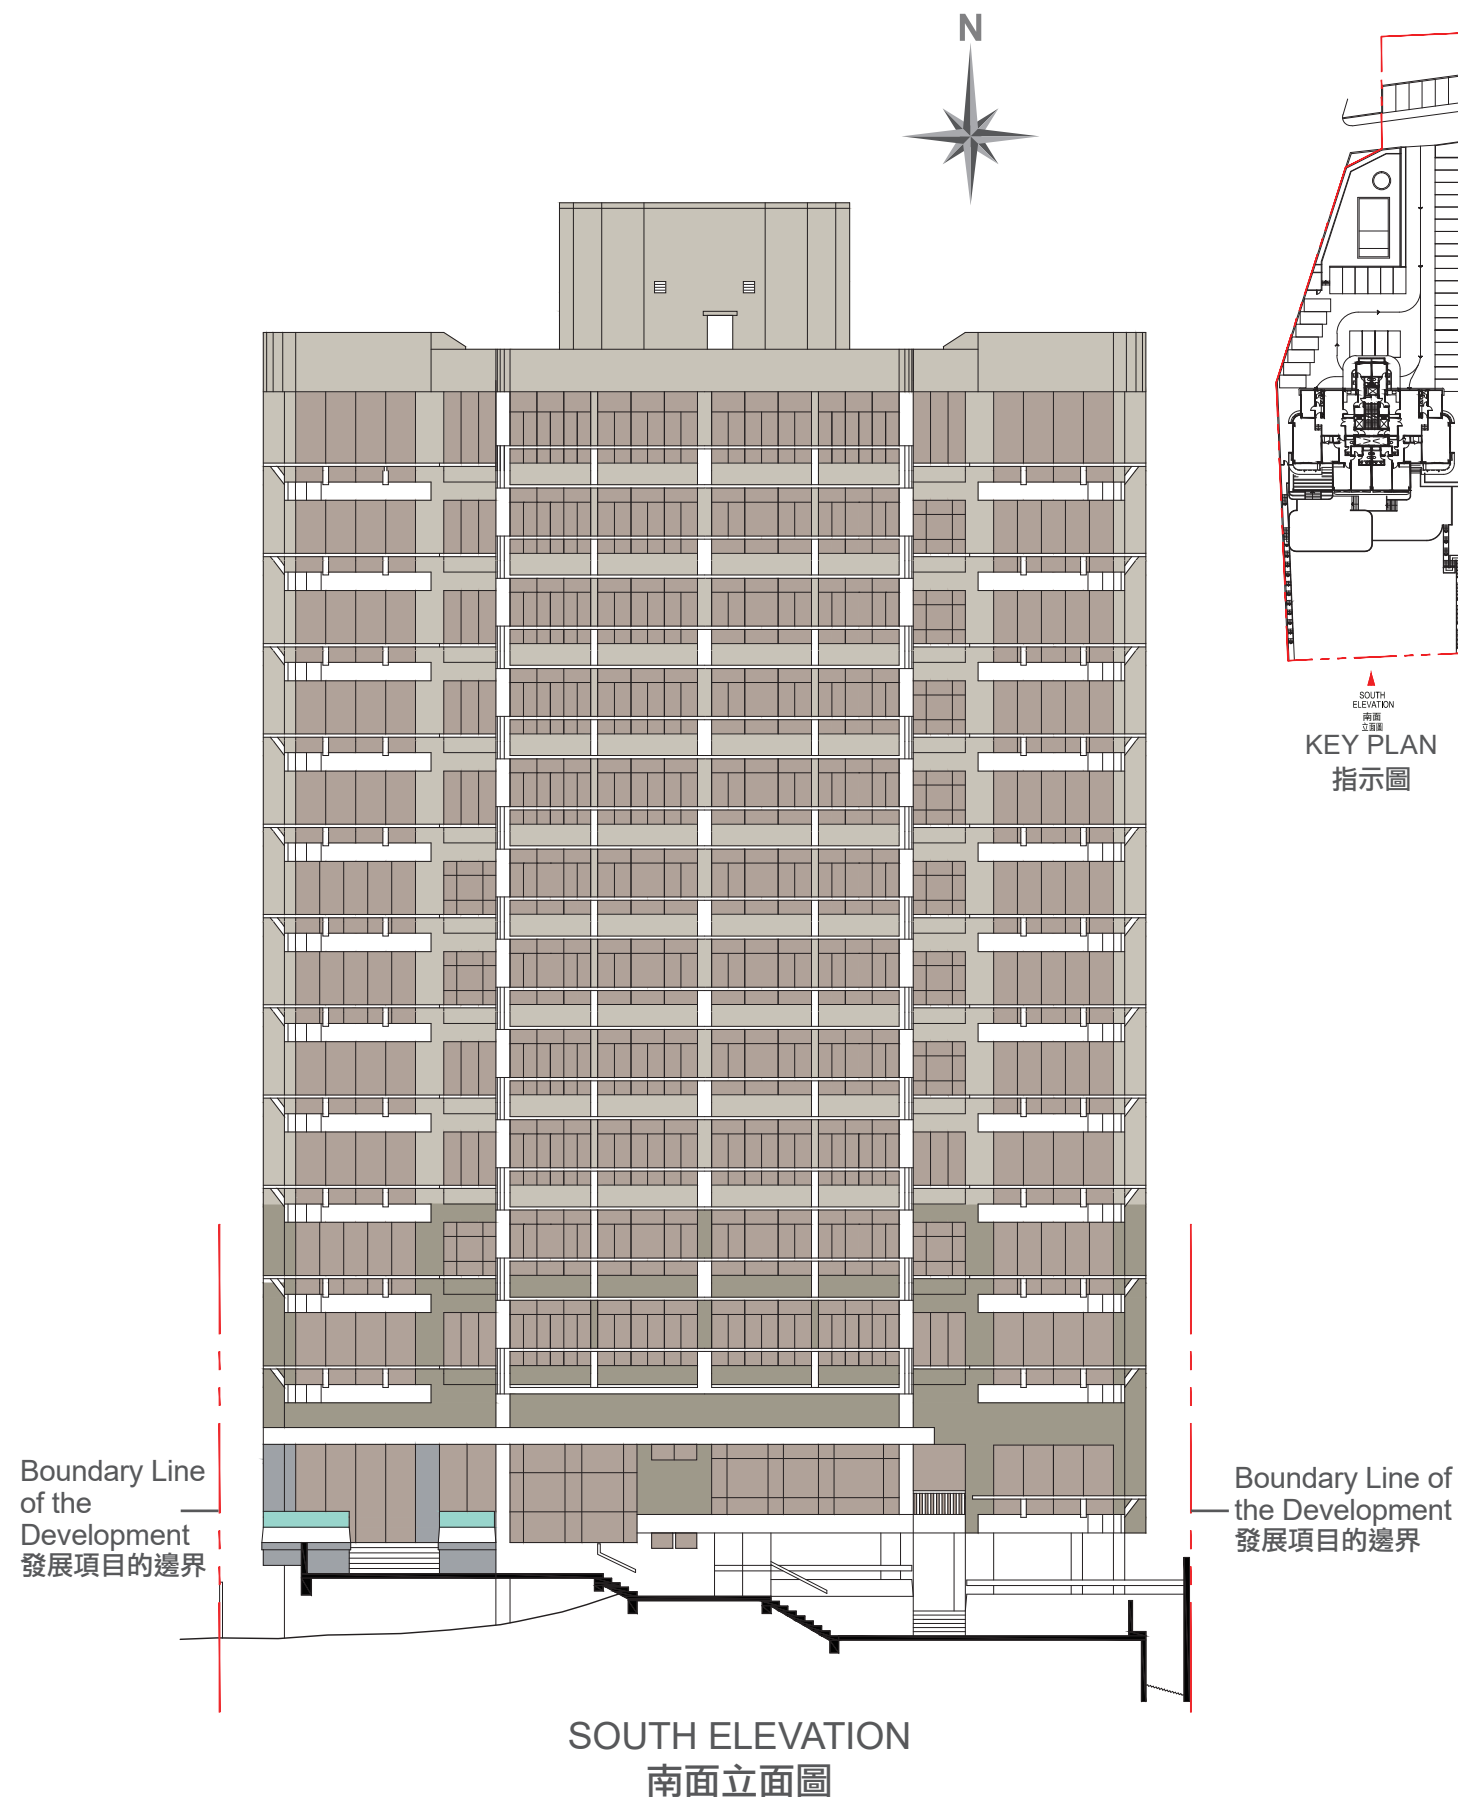 N
SOUTH
ELEVATION
南面
立面圖
KEY PLAN
指示圖
Boundary Line
of the
Development
發展項目的邊界
Boundary Line of
the Development
發展項目的邊界
SOUTH ELEVATION
南面立面圖